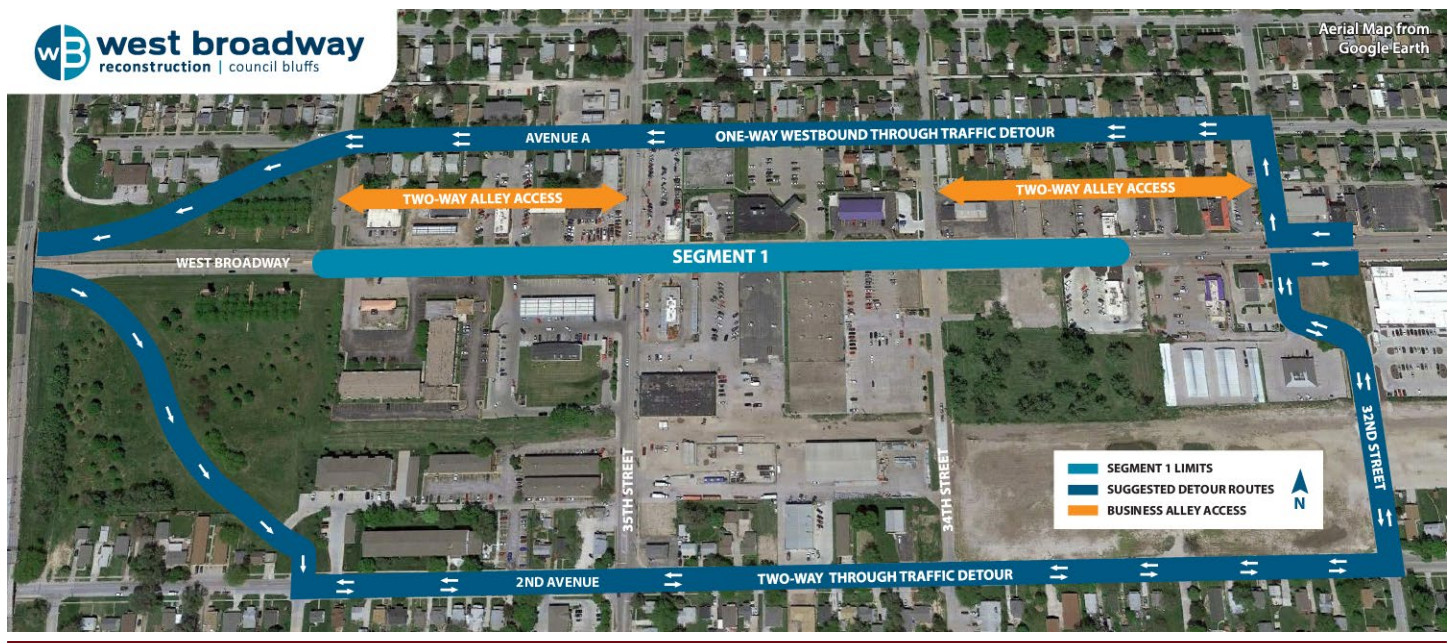 wB west broadway
reconstruction | council bluffs
Aerial Map from
Google Earth
AVENUE A
ONE-WAY WESTBOUND THROUGH TRAFFIC DETOUR
TWO-WAY ALLEY ACCESS
TWO-WAY ALLEY ACCESS
WEST BROADWAY
SEGMENT 1
35TH STREET
34TH STREET
32ND STREET
SEGMENT 1 LIMITS
SUGGESTED DETOUR ROUTES
BUSINESS ALLEY ACCESS
N
2ND AVENUE
TWO-WAY THROUGH TRAFFIC DETOUR